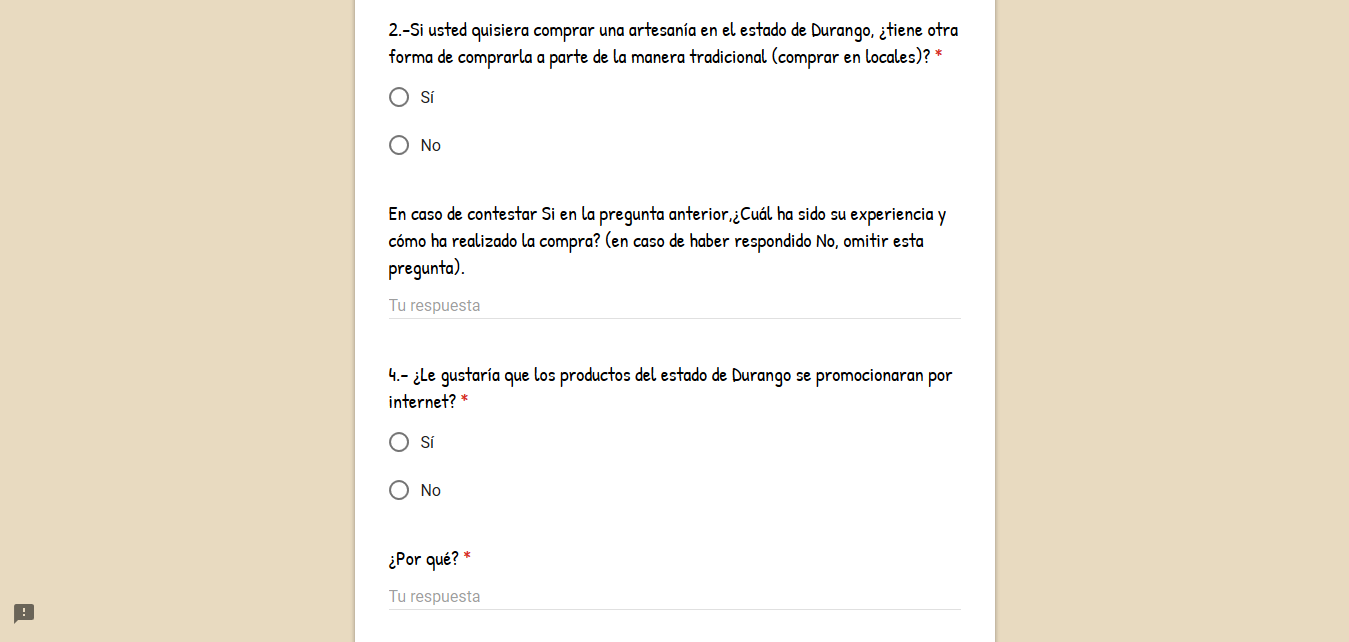 2.-Si usted quisiera comprar una artesanía en el estado de Durango, ¿tiene otra
forma de comprarla a parte de la manera tradicional (comprar en locales)? *
Sí
No
En caso de contestar Si en la pregunta anterior,¿Cuál ha sido su experiencia y
cómo ha realizado la compra? (en caso de haber respondido No, omitir esta
pregunta).
Tu respuesta
4.- ¿Le gustaría que los productos del estado de Durango se promocionaran por
internet? *
Sí
No
¿Por qué? *
Tu respuesta